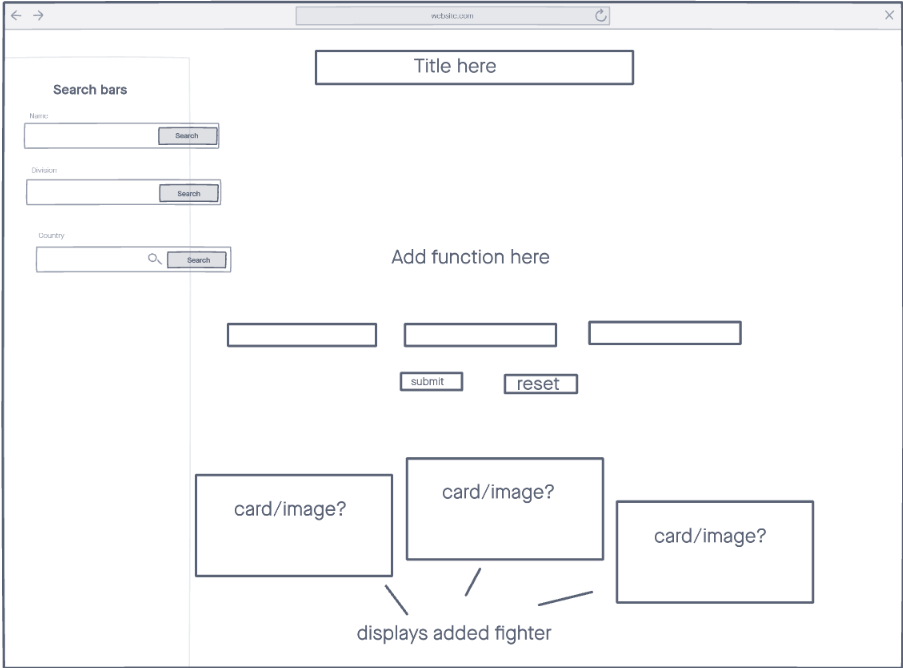 website.com
Title here
Search bars
Name
Search
Division
Search
Country
Search
Add function here
submit
reset
card/image?
card/image?
card/image?
displays added fighter